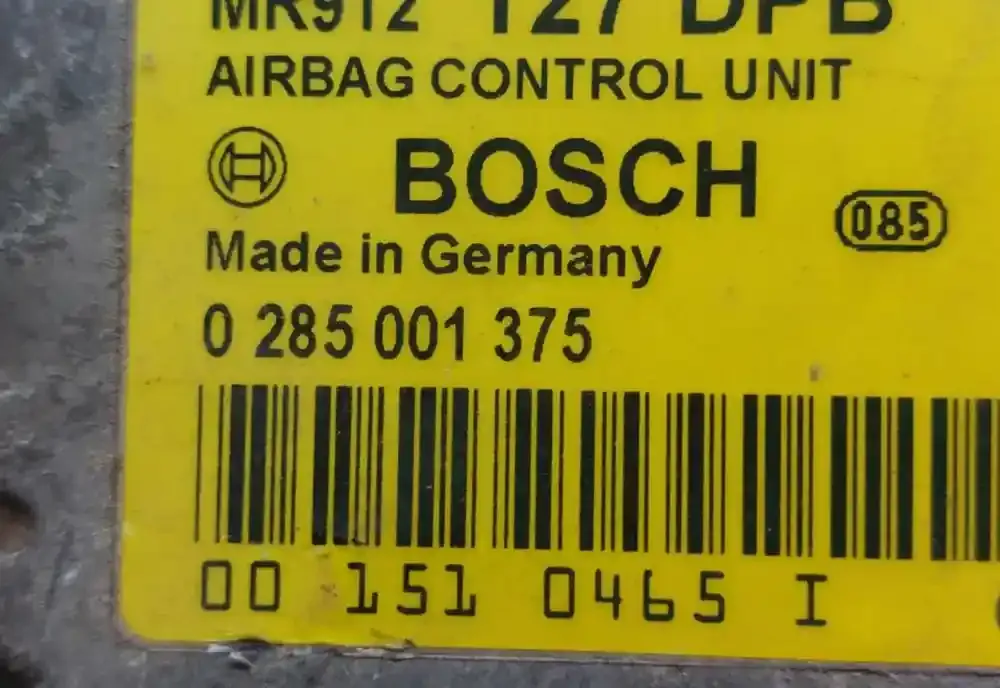 MR912 127 DPB
AIRBAG CONTROL UNIT
BOSCH
085
Made in Germany
0 285 001 375
00 151 0465 I